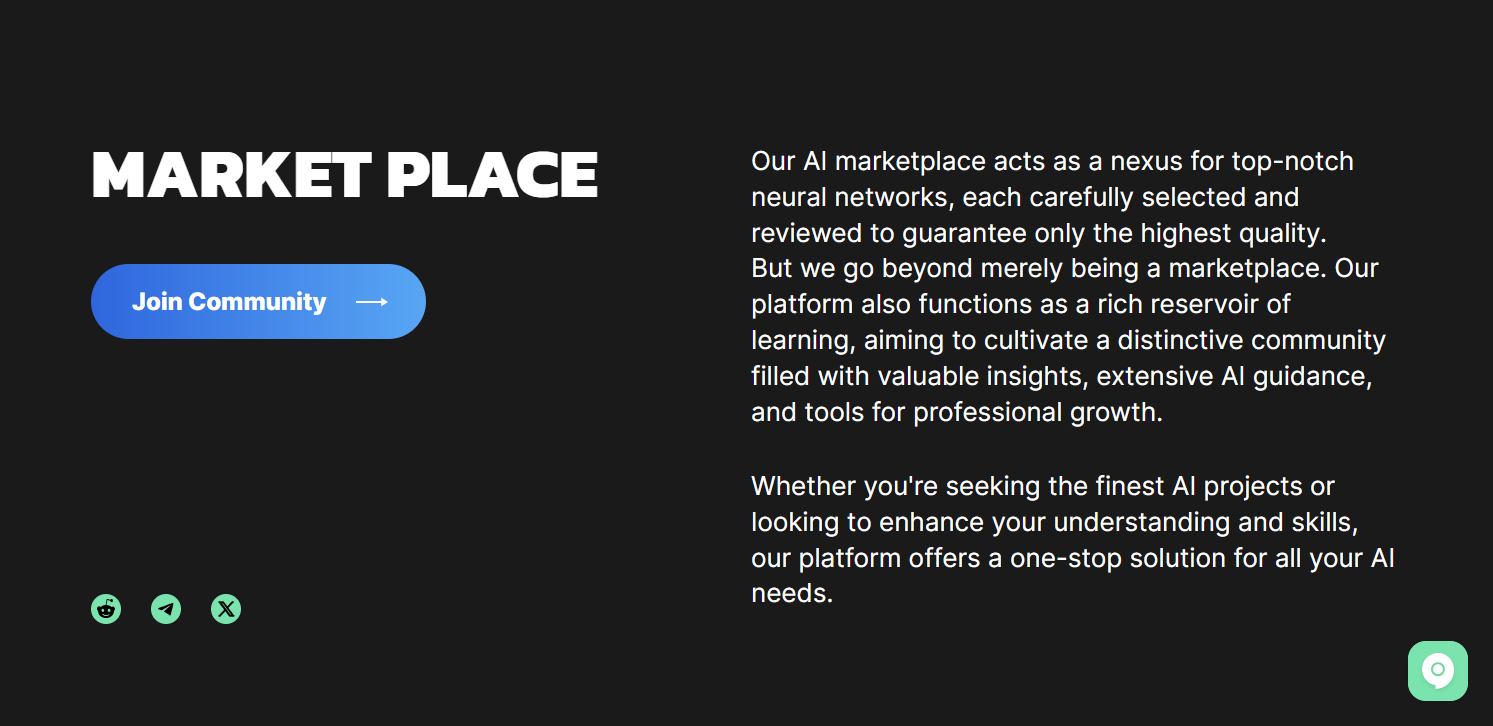 MARKET PLACE
Join Community
Our AI marketplace acts as a nexus for top-notch
neural networks, each carefully selected and
reviewed to guarantee only the highest quality.
But we go beyond merely being a marketplace. Our
platform also functions as a rich reservoir of
learning, aiming to cultivate a distinctive community
filled with valuable insights, extensive AI guidance,
and tools for professional growth.
Whether you're seeking the finest AI projects or
looking to enhance your understanding and skills,
our platform offers a one-stop solution for all your AI
needs.